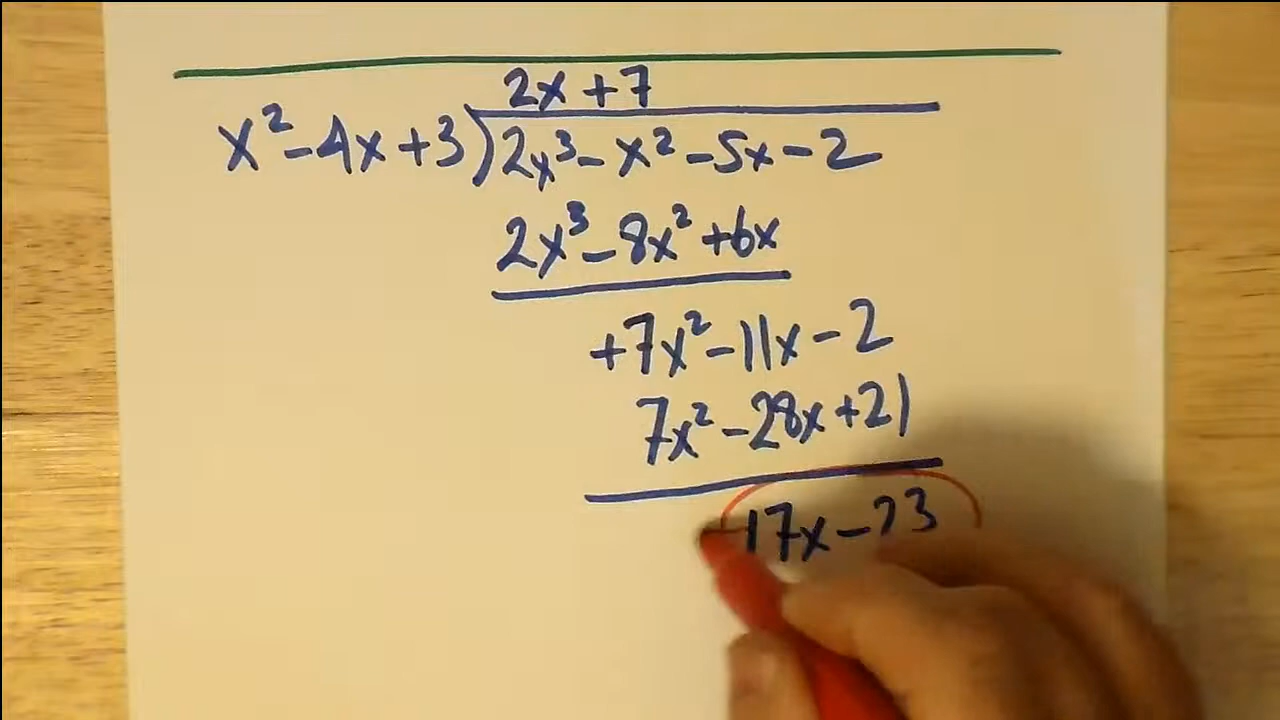 2x + 7
x² - 4x + 3 ) 2x³ - x² - 5x - 2
2x³ - 8x² + 6x
+7x² - 11x - 2
7x² - 28x + 21
17x - 23